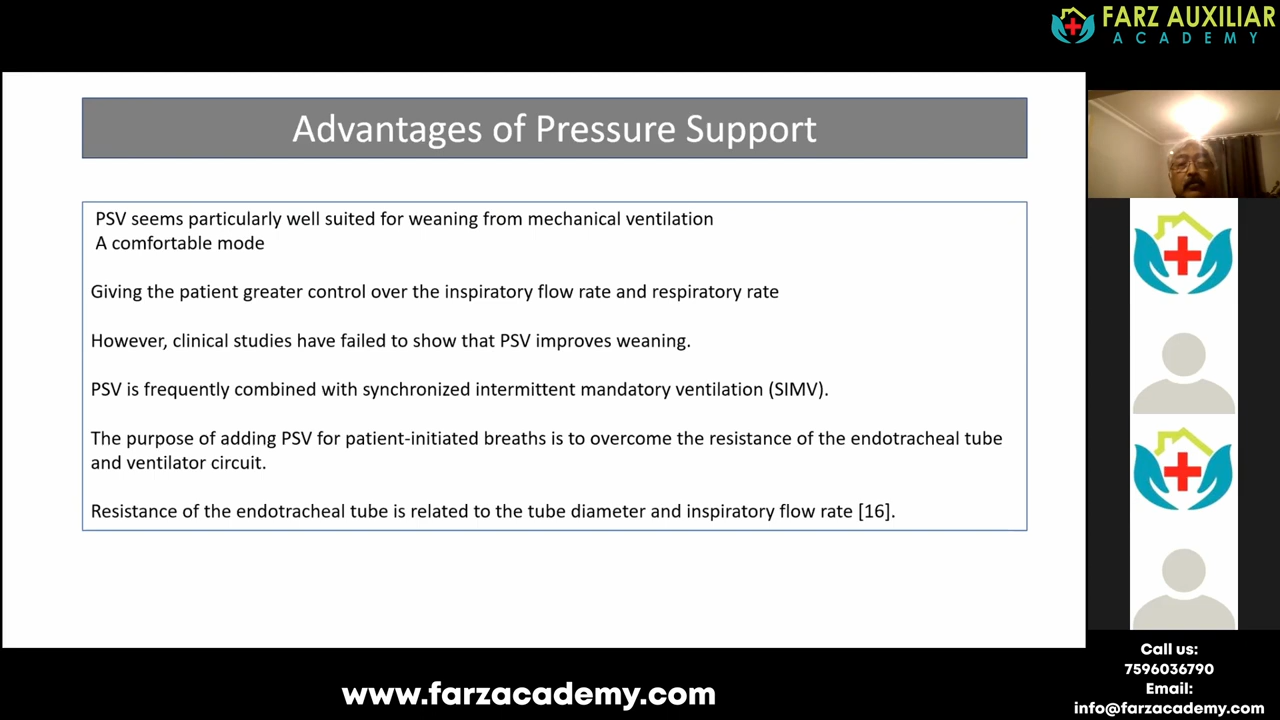 FARZ AUXILIAR
ACADEMY
Advantages of Pressure Support
PSV seems particularly well suited for weaning from mechanical ventilation
A comfortable mode
Giving the patient greater control over the inspiratory flow rate and respiratory rate
However, clinical studies have failed to show that PSV improves weaning.
PSV is frequently combined with synchronized intermittent mandatory ventilation (SIMV).
The purpose of adding PSV for patient-initiated breaths is to overcome the resistance of the endotracheal tube
and ventilator circuit.
Resistance of the endotracheal tube is related to the tube diameter and inspiratory flow rate [16].
Call us:
7596036790
Email:
info@farzacademy.com
www.farzacademy.com